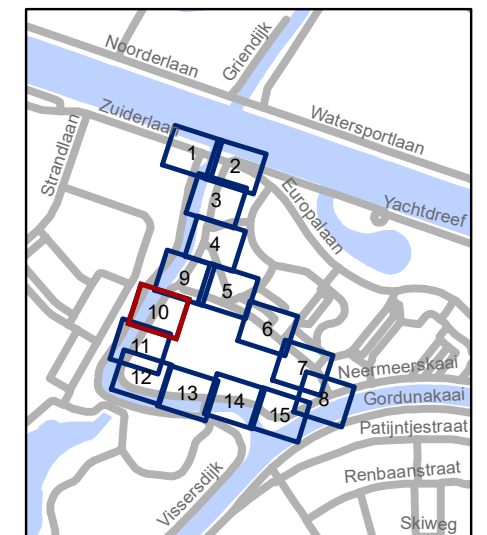 Noorderlaan
Griendijk
Zuiderlaan
Watersportlaan
Strandlaan
Europalaan
Yachtdreef
1
2
3
4
9
5
10
6
11
7
12
13
14
15
8
Neermeerskaai
Gordunakaai
Patijntjestraat
Renbaanstraat
Vissersdijk
Skiweg